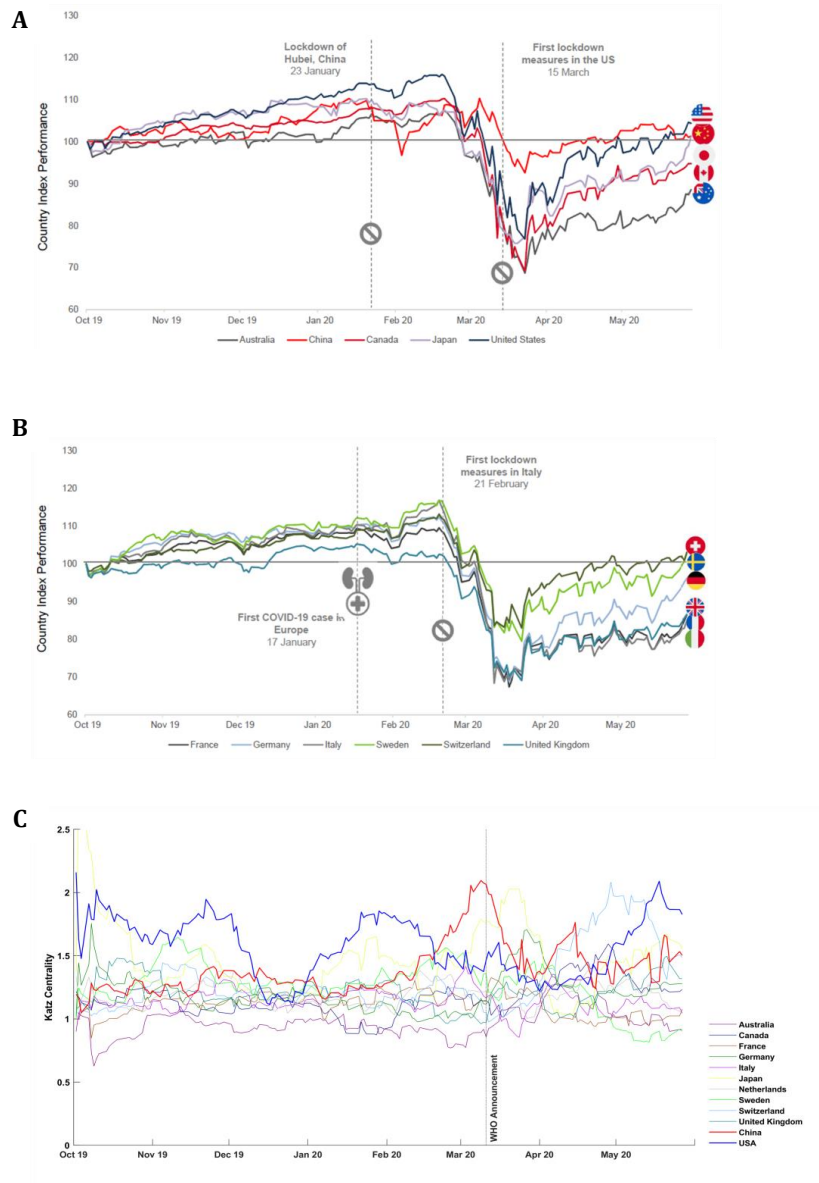 A
130
120
110
100
90
80
70
60
Country Index Performance
Lockdown of
Hubei, China
23 January
First lockdown
measures in the US
15 March
Oct 19
Nov 19
Dec 19
Jan 20
Feb 20
Mar 20
Apr 20
May 20
Australia
China
Canada
Japan
United States
B
130
120
110
100
90
80
70
60
Country Index Performance
First lockdown
measures in Italy
21 February
First COVID-19 case in
Europe
17 January
Oct 19
Nov 19
Dec 19
Jan 20
Feb 20
Mar 20
Apr 20
May 20
France
Germany
Italy
Sweden
Switzerland
United Kingdom
C
2.5
2
1.5
1
0.5
0
Katz Centrality
WHO Announcement
Oct 19
Nov 19
Dec 19
Jan 20
Feb 20
Mar 20
Apr 20
May 20
Australia
Canada
France
Germany
Italy
Japan
Netherlands
Sweden
Switzerland
United Kingdom
China
USA